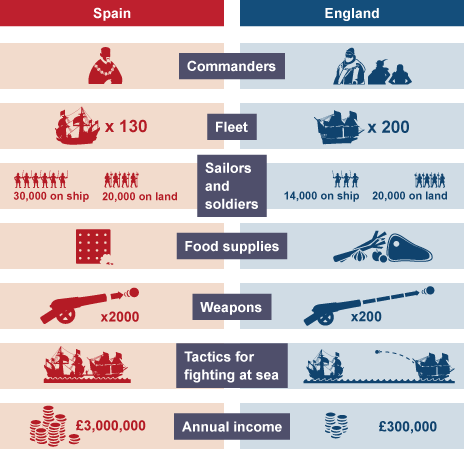 Spain
England
Commanders
x 130
Fleet
x 200
30,000 on ship
20,000 on land
Sailors
and
soldiers
14,000 on ship
20,000 on land
Food supplies
x2000
Weapons
x200
Tactics for
fighting at sea
£3,000,000
Annual income
£300,000